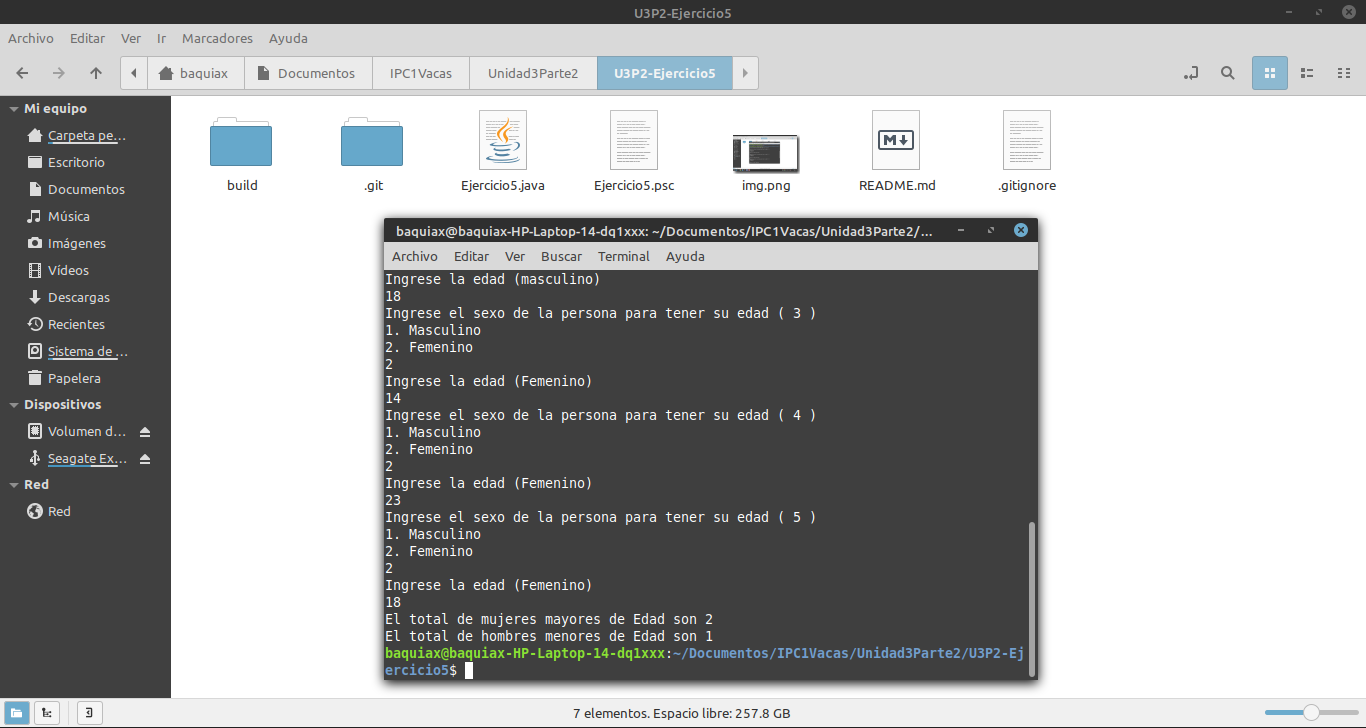 U3P2-Ejercicio5
Archivo Editar Ver Ir Marcadores Ayuda
baquiax Documentos IPC1Vacas Unidad3Parte2 U3P2-Ejercicio5
Mi equipo
Carpeta pe...
Escritorio
Documentos
Música
Imágenes
Vídeos
Descargas
Recientes
Sistema de ...
Papelera
Dispositivos
Volumen d...
Seagate Ex...
Red
Red
build .git Ejercicio5.java Ejercicio5.psc img.png README.md .gitignore
baquiax@baquiax-HP-Laptop-14-dq1xxx: ~/Documentos/IPC1Vacas/Unidad3Parte2/...
Archivo Editar Ver Buscar Terminal Ayuda
Ingrese la edad (masculino)
18
Ingrese el sexo de la persona para tener su edad ( 3 )
1. Masculino
2. Femenino
2
Ingrese la edad (Femenino)
14
Ingrese el sexo de la persona para tener su edad ( 4 )
1. Masculino
2. Femenino
2
Ingrese la edad (Femenino)
23
Ingrese el sexo de la persona para tener su edad ( 5 )
1. Masculino
2. Femenino
2
Ingrese la edad (Femenino)
18
El total de mujeres mayores de Edad son 2
El total de hombres menores de Edad son 1
baquiax@baquiax-HP-Laptop-14-dq1xxx:~/Documentos/IPC1Vacas/Unidad3Parte2/U3P2-Ej
ercicio5$
7 elementos. Espacio libre: 257.8 GB